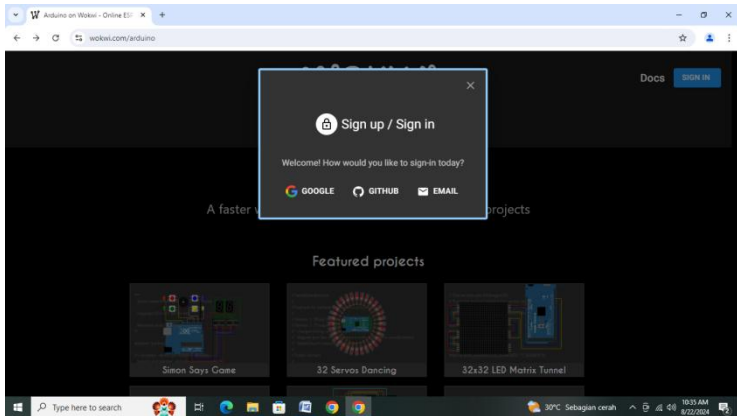 Arduino on Wokwi - Online ESP
wokwi.com/arduino
Docs
SIGN IN
Sign up / Sign in
Welcome! How would you like to sign-in today?
GOOGLE
GITHUB
EMAIL
A faster
projects
Featured projects
Simon Says Game
32 Servos Dancing
32x32 LED Matrix Tunnel
Type here to search
30°C Sebagian cerah
10:35 AM
8/22/2024